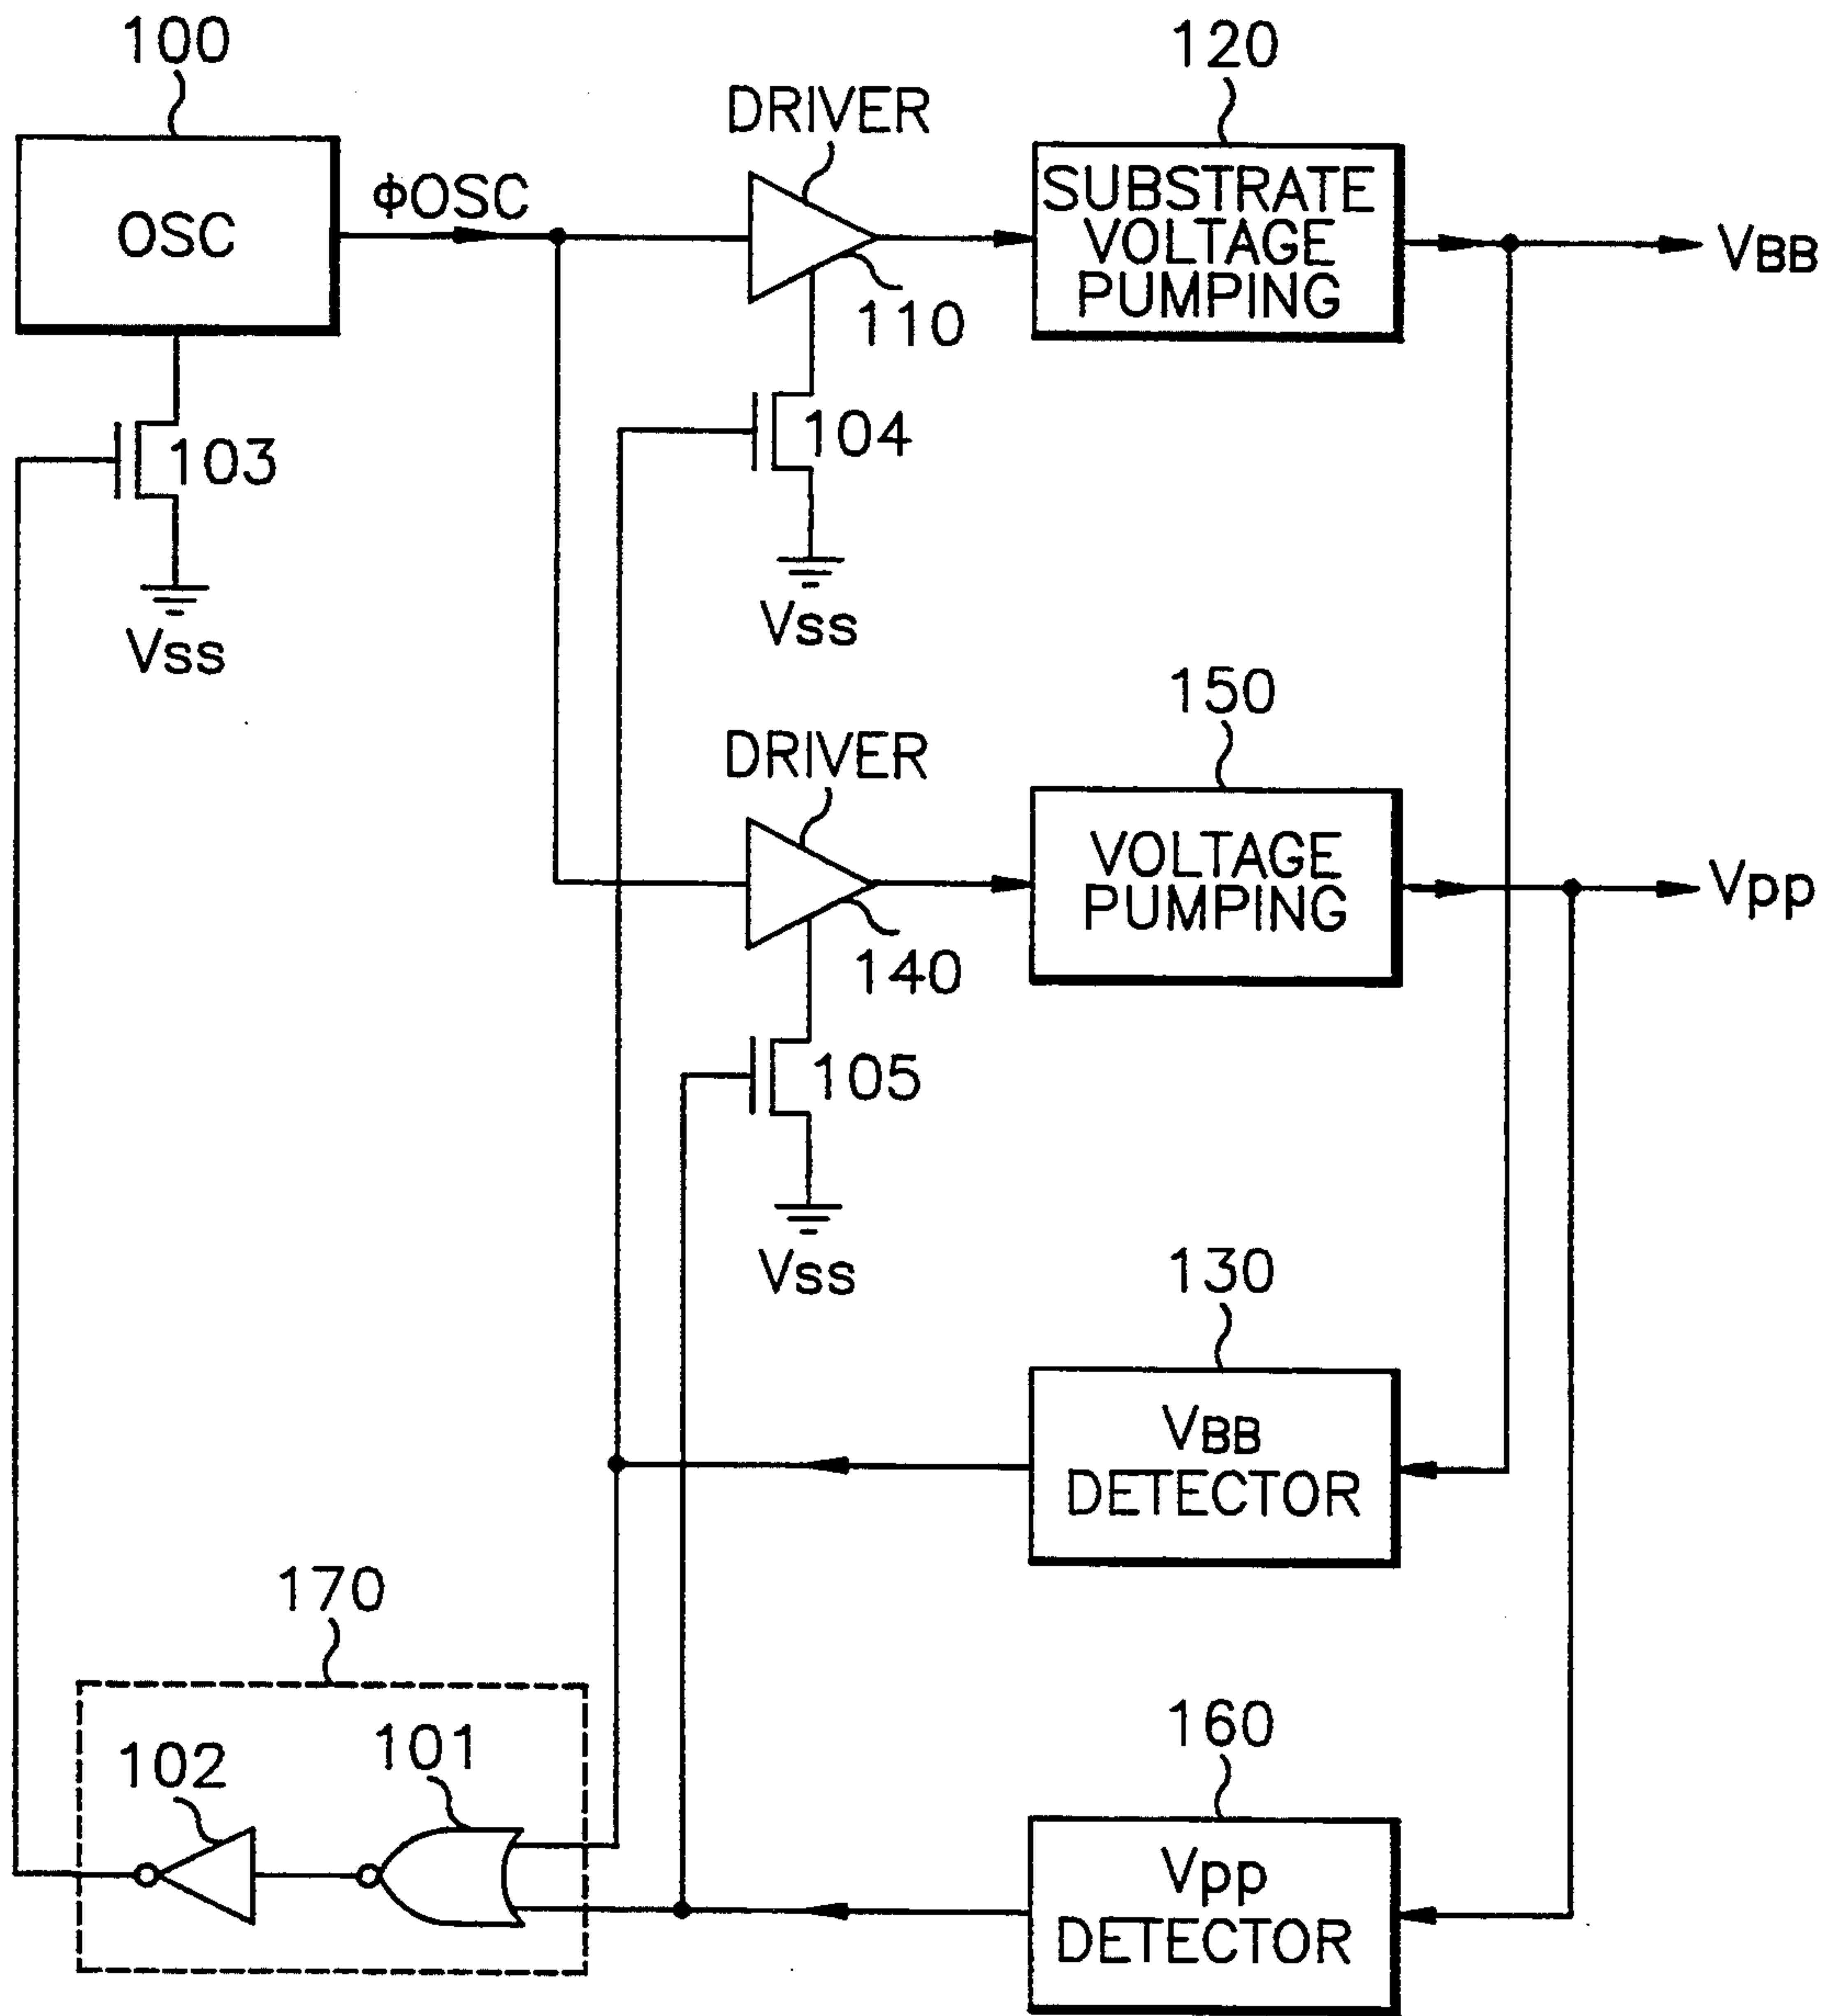 100
OSC
ΦOSC
DRIVER
110
120
SUBSTRATE
VOLTAGE
PUMPING
VBB
103
Vss
104
Vss
DRIVER
140
150
VOLTAGE
PUMPING
Vpp
105
Vss
130
VBB
DETECTOR
170
102
101
160
Vpp
DETECTOR